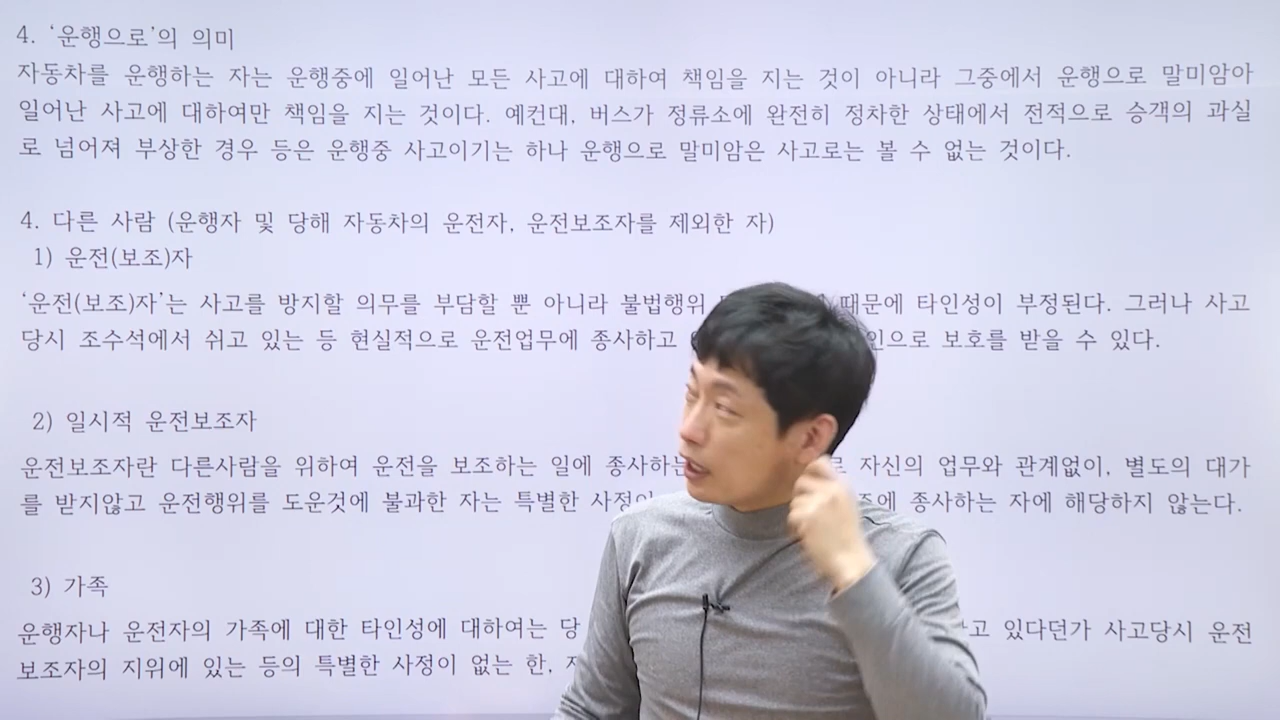 4. ‘운행으로’의 의미
자동차를 운행하는 자는 운행중에 일어난 모든 사고에 대하여 책임을 지는 것이 아니라 그중에서 운행으로 말미암아
일어난 사고에 대하여만 책임을 지는 것이다. 예컨대, 버스가 정류소에 완전히 정차한 상태에서 전적으로 승객의 과실
로 넘어져 부상한 경우 등은 운행중 사고이기는 하나 운행으로 말미암은 사고로는 볼 수 없는 것이다.
4. 다른 사람 (운행자 및 당해 자동차의 운전자, 운전보조자를 제외한 자)
1) 운전(보조)자
‘운전(보조)자’는 사고를 방지할 의무를 부담할 뿐 아니라 불법행위 때문에 타인성이 부정된다. 그러나 사고
당시 조수석에서 쉬고 있는 등 현실적으로 운전업무에 종사하고 보호를 받을 수 있다.
2) 일시적 운전보조자
운전보조자란 다른사람을 위하여 운전을 보조하는 일에 종사하는 자신의 업무와 관계없이, 별도의 대가
를 받지않고 운전행위를 도운것에 불과한 자는 특별한 종사하는 자에 해당하지 않는다.
3) 가족
운행자나 운전자의 가족에 대한 타인성에 대하여는 있다던가 사고당시 운전
보조자의 지위에 있는 등의 특별한 사정이 없는 한,